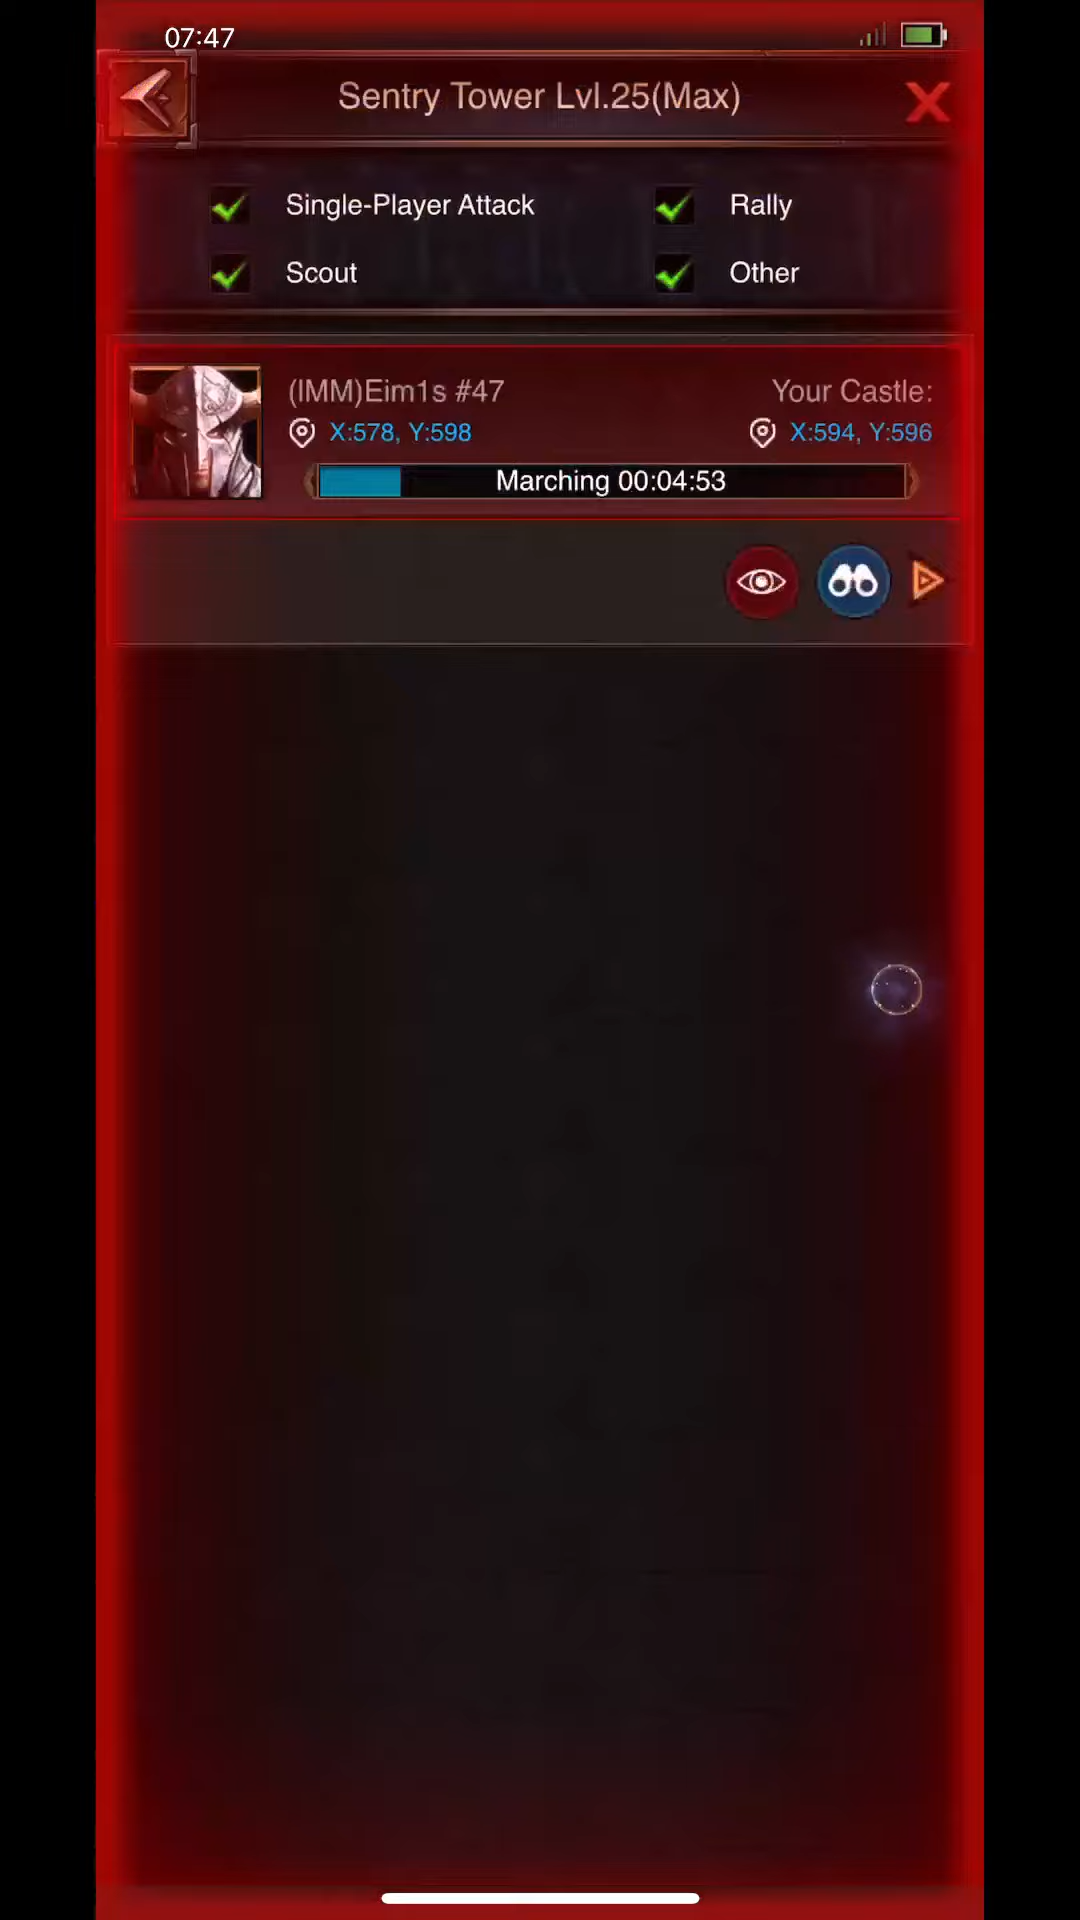 07:47
Sentry Tower Lvl.25(Max)
Single-Player Attack
Rally
Scout
Other
(IMM)Eim1s #47
Your Castle:
X:578, Y:598
X:594, Y:596
Marching 00:04:53